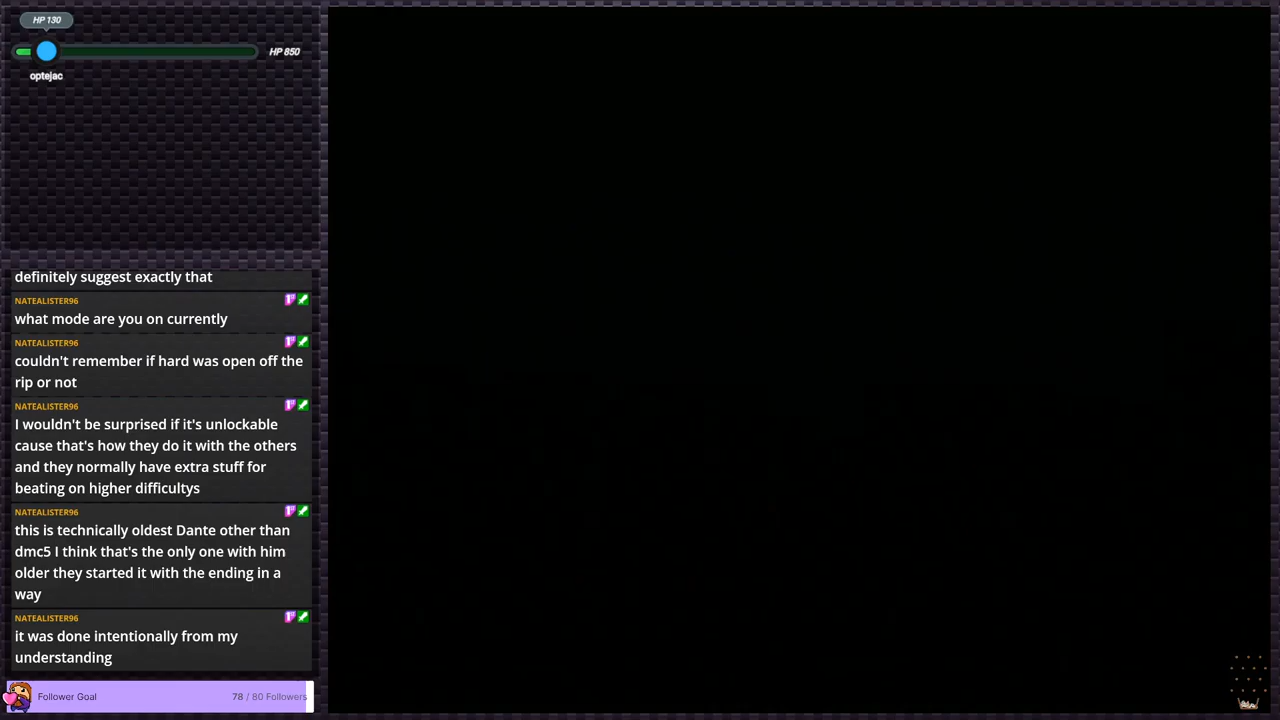 HP 130
HP 850
optejac
definitely suggest exactly that
NATEALISTER96
what mode are you on currently
NATEALISTER96
couldn't remember if hard was open off the
rip or not
NATEALISTER96
I wouldn't be surprised if it's unlockable
cause that's how they do it with the others
and they normally have extra stuff for
beating on higher difficultys
NATEALISTER96
this is technically oldest Dante other than
dmc5 I think that's the only one with him
older they started it with the ending in a
way
NATEALISTER96
it was done intentionally from my
understanding
Follower Goal 78 / 80 Followers